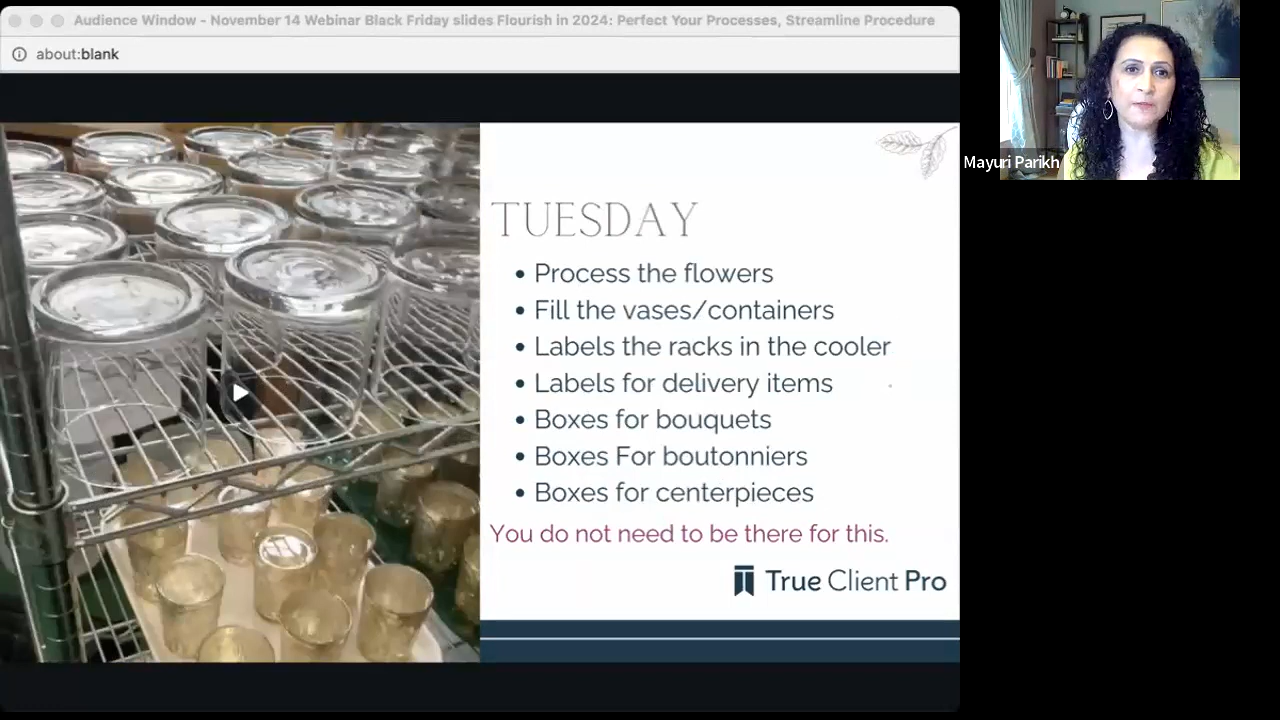 Audience Window - November 14 Webinar Black Friday slides Flourish in 2024: Perfect Your Processes, Streamline Procedure
about:blank
Mayuri Parikh
TUESDAY
• Process the flowers
• Fill the vases/containers
• Labels the racks in the cooler
• Labels for delivery items
• Boxes for bouquets
• Boxes For boutonniers
• Boxes for centerpieces
You do not need to be there for this.
True Client Pro